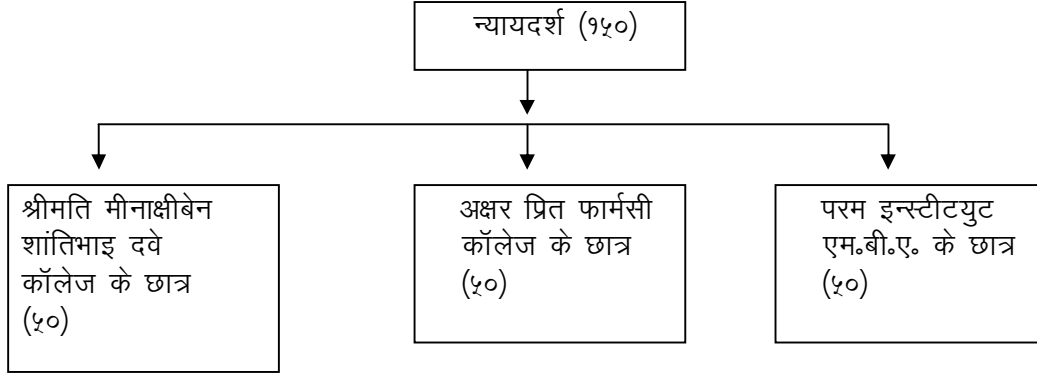 न्यायदर्श (१५०)
श्रीमति मीनाक्षीबेन
शांतिभाइ दवे
कॉलेज के छात्र
(५०)
अक्षर प्रित फार्मसी
कॉलेज के छात्र
(५०)
परम इन्स्टीटयुट
एम॰बी॰ए॰ के छात्र
(५०)